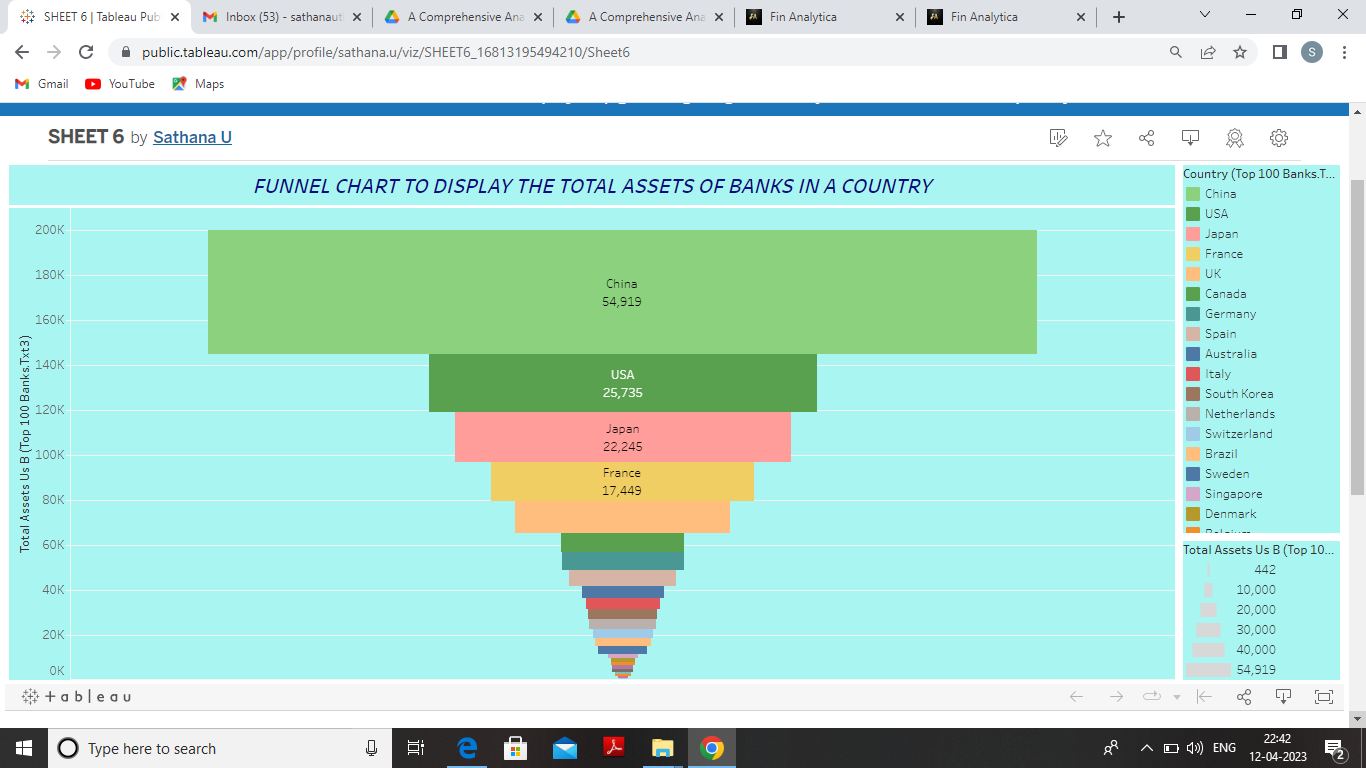 SHEET 6 | Tableau Pub
Inbox (53) - sathanaut
A Comprehensive Ana
A Comprehensive Ana
Fin Analytica
Fin Analytica
public.tableau.com/app/profile/sathana.u/viz/SHEET6_16813195494210/Sheet6
S
Gmail
YouTube
Maps
SHEET 6 by Sathana U
FUNNEL CHART TO DISPLAY THE TOTAL ASSETS OF BANKS IN A COUNTRY
Total Assets Us B (Top 100 Banks.Txt3)
200K
180K
160K
140K
120K
100K
80K
60K
40K
20K
0K
China
54,919
USA
25,735
Japan
22,245
France
17,449
Country (Top 100 Banks.T...
China
USA
Japan
France
UK
Canada
Germany
Spain
Australia
Italy
South Korea
Netherlands
Switzerland
Brazil
Sweden
Singapore
Denmark
Belgium
Total Assets Us B (Top 10...
442
10,000
20,000
30,000
40,000
54,919
+ableau
Type here to search
ENG
22:42
12-04-2023
2